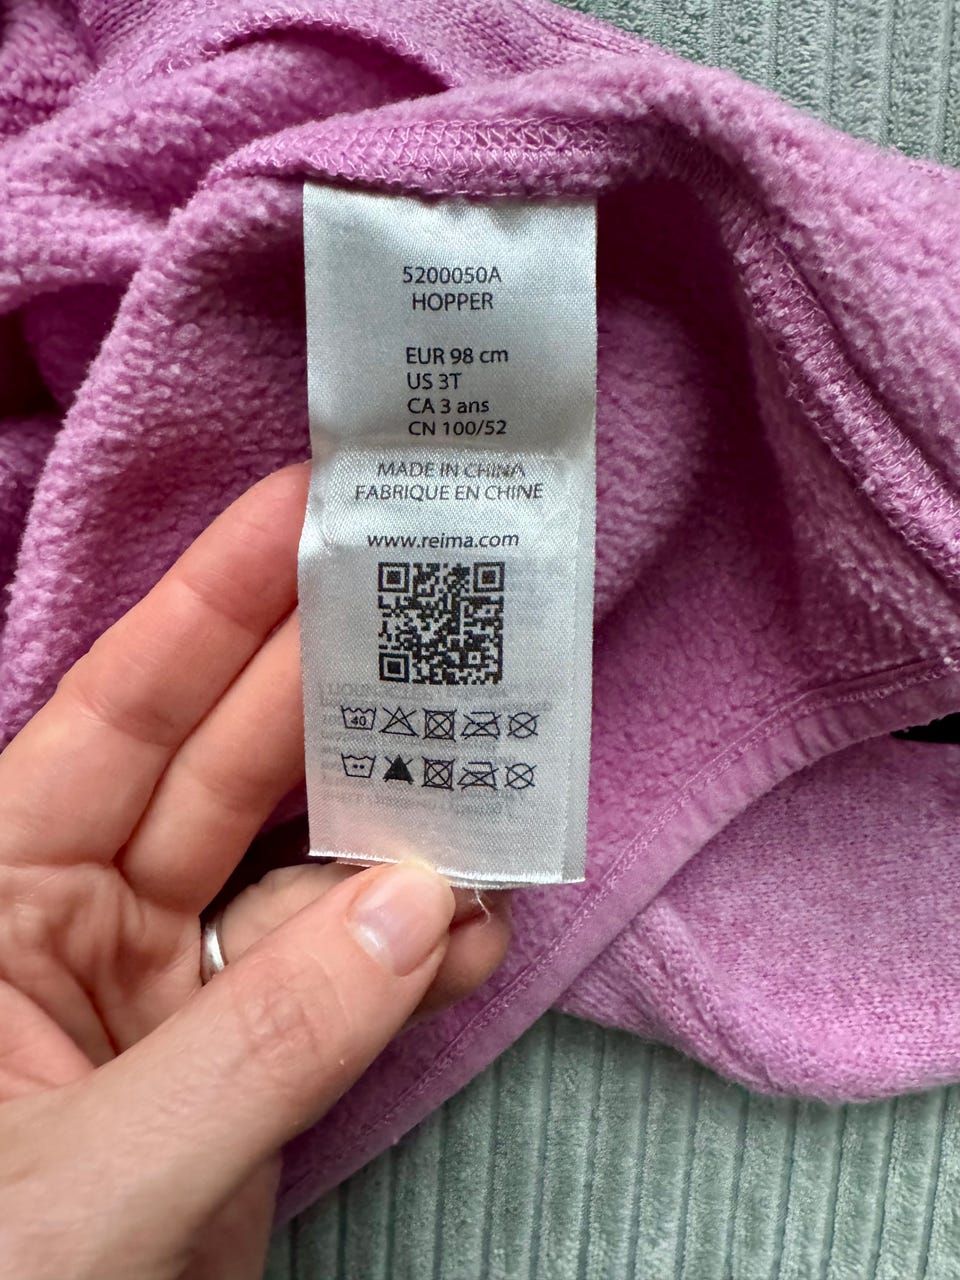 5200050A
HOPPER
EUR 98 cm
US 3T
CA 3 ans
CN 100/52
MADE IN CHINA
FABRIQUE EN CHINE
www.reima.com
40